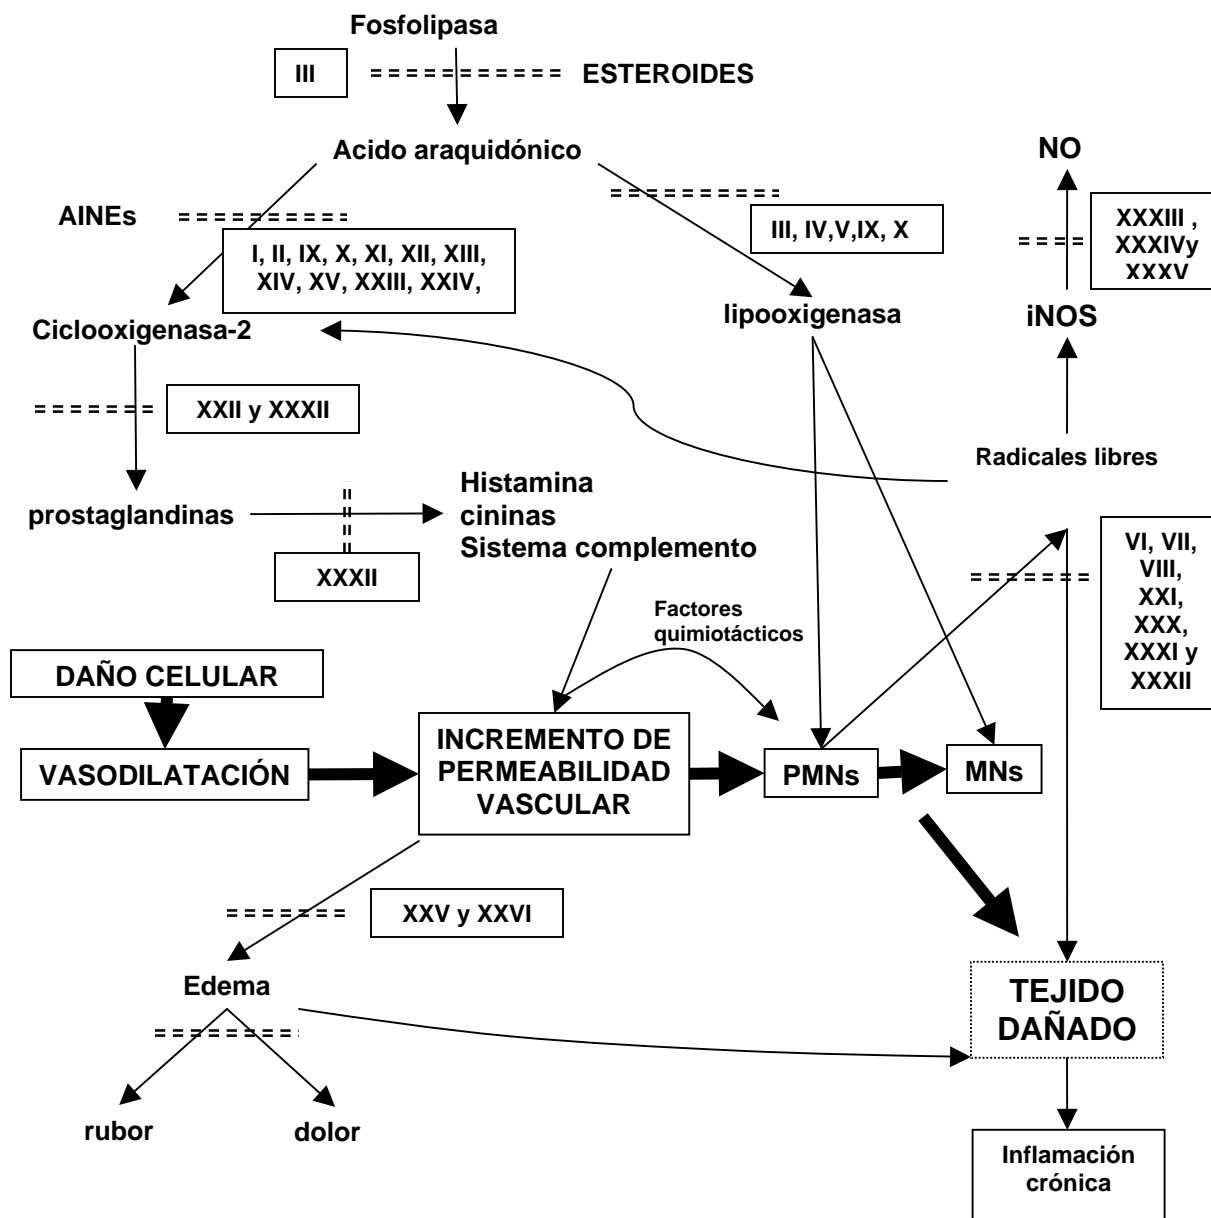 Fosfolipasa
III
ESTEROIDES
Acido araquidónico
NO
AINEs
I, II, IX, X, XI, XII, XIII,
XIV, XV, XXIII, XXIV,
III, IV,V,IX, X
XXXIII ,
XXXIVy
XXXV
Ciclooxigenasa-2
lipooxigenasa
iNOS
XXII y XXXII
Radicales libres
prostaglandinas
Histamina
cininas
Sistema complemento
XXXII
VI, VII,
VIII,
XXI,
XXX,
XXXI y
XXXII
Factores
quimiotácticos
DAÑO CELULAR
VASODILATACIÓN
INCREMENTO DE
PERMEABILIDAD
VASCULAR
PMNs
MNs
XXV y XXVI
Edema
TEJIDO
DAÑADO
rubor
dolor
Inflamación
crónica